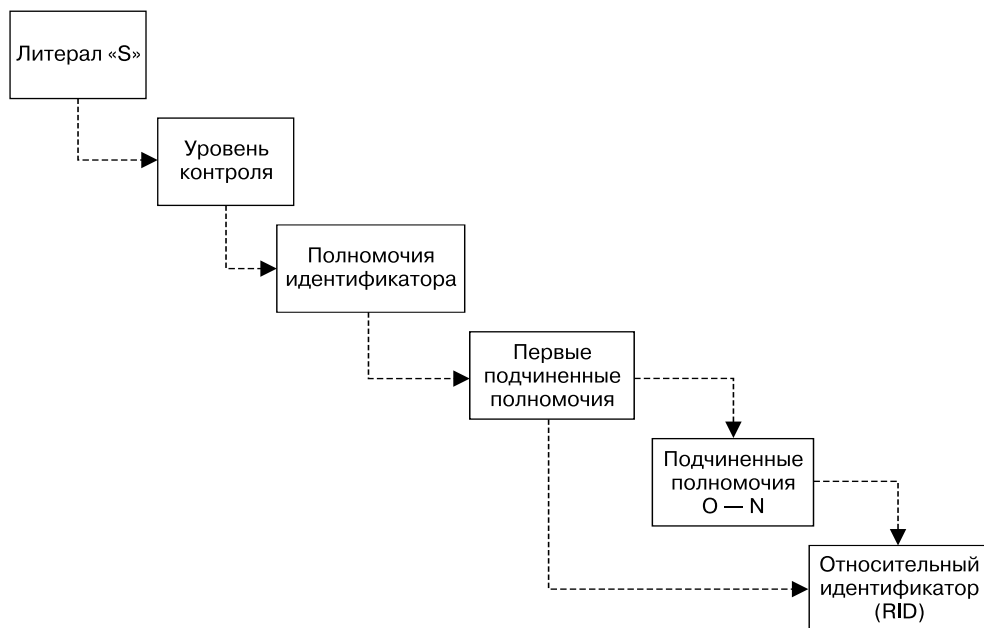 Литерал «S»
Уровень
контроля
Полномочия
идентификатора
Первые
подчиненные
полномочия
Подчиненные
полномочия
O — N
Относительный
идентификатор
(RID)